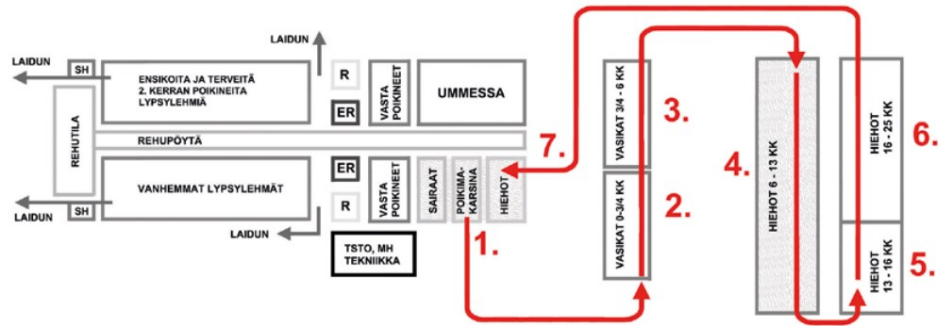 LAIDUN
LAIDUN
SH
ENSIKOITA JA TERVEITÄ
2. KERRAN POIKINEITA
LYPSYLEHMIÄ
R
ER
VASTA
POIKINEET
UMMESSA
REHUTILA
REHUPÖYTÄ
VANHEMMAT LYPSYLEHMÄT
SH
LAIDUN
LAIDUN
ER
R
VASTA
POIKINEET
SAIRAAT
POIKIMA-
KARSINA
HIEHOT
TSTO, MH
TEKNIIKKA
1.
VASIKAT 3/4 - 6 KK
3.
VASIKAT 0-3/4 KK
2.
4.
HIEHOT 6 - 13 KK
HIEHOT
16 - 25 KK
6.
HIEHOT
13 - 16 KK
5.
7.